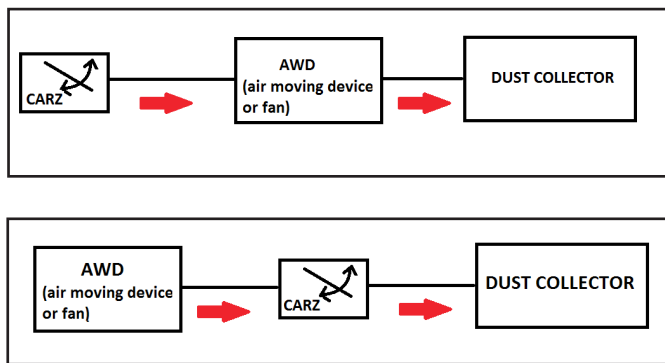 CARZ
AWD
(air moving device
or fan)
DUST COLLECTOR
AWD
(air moving device
or fan)
CARZ
DUST COLLECTOR